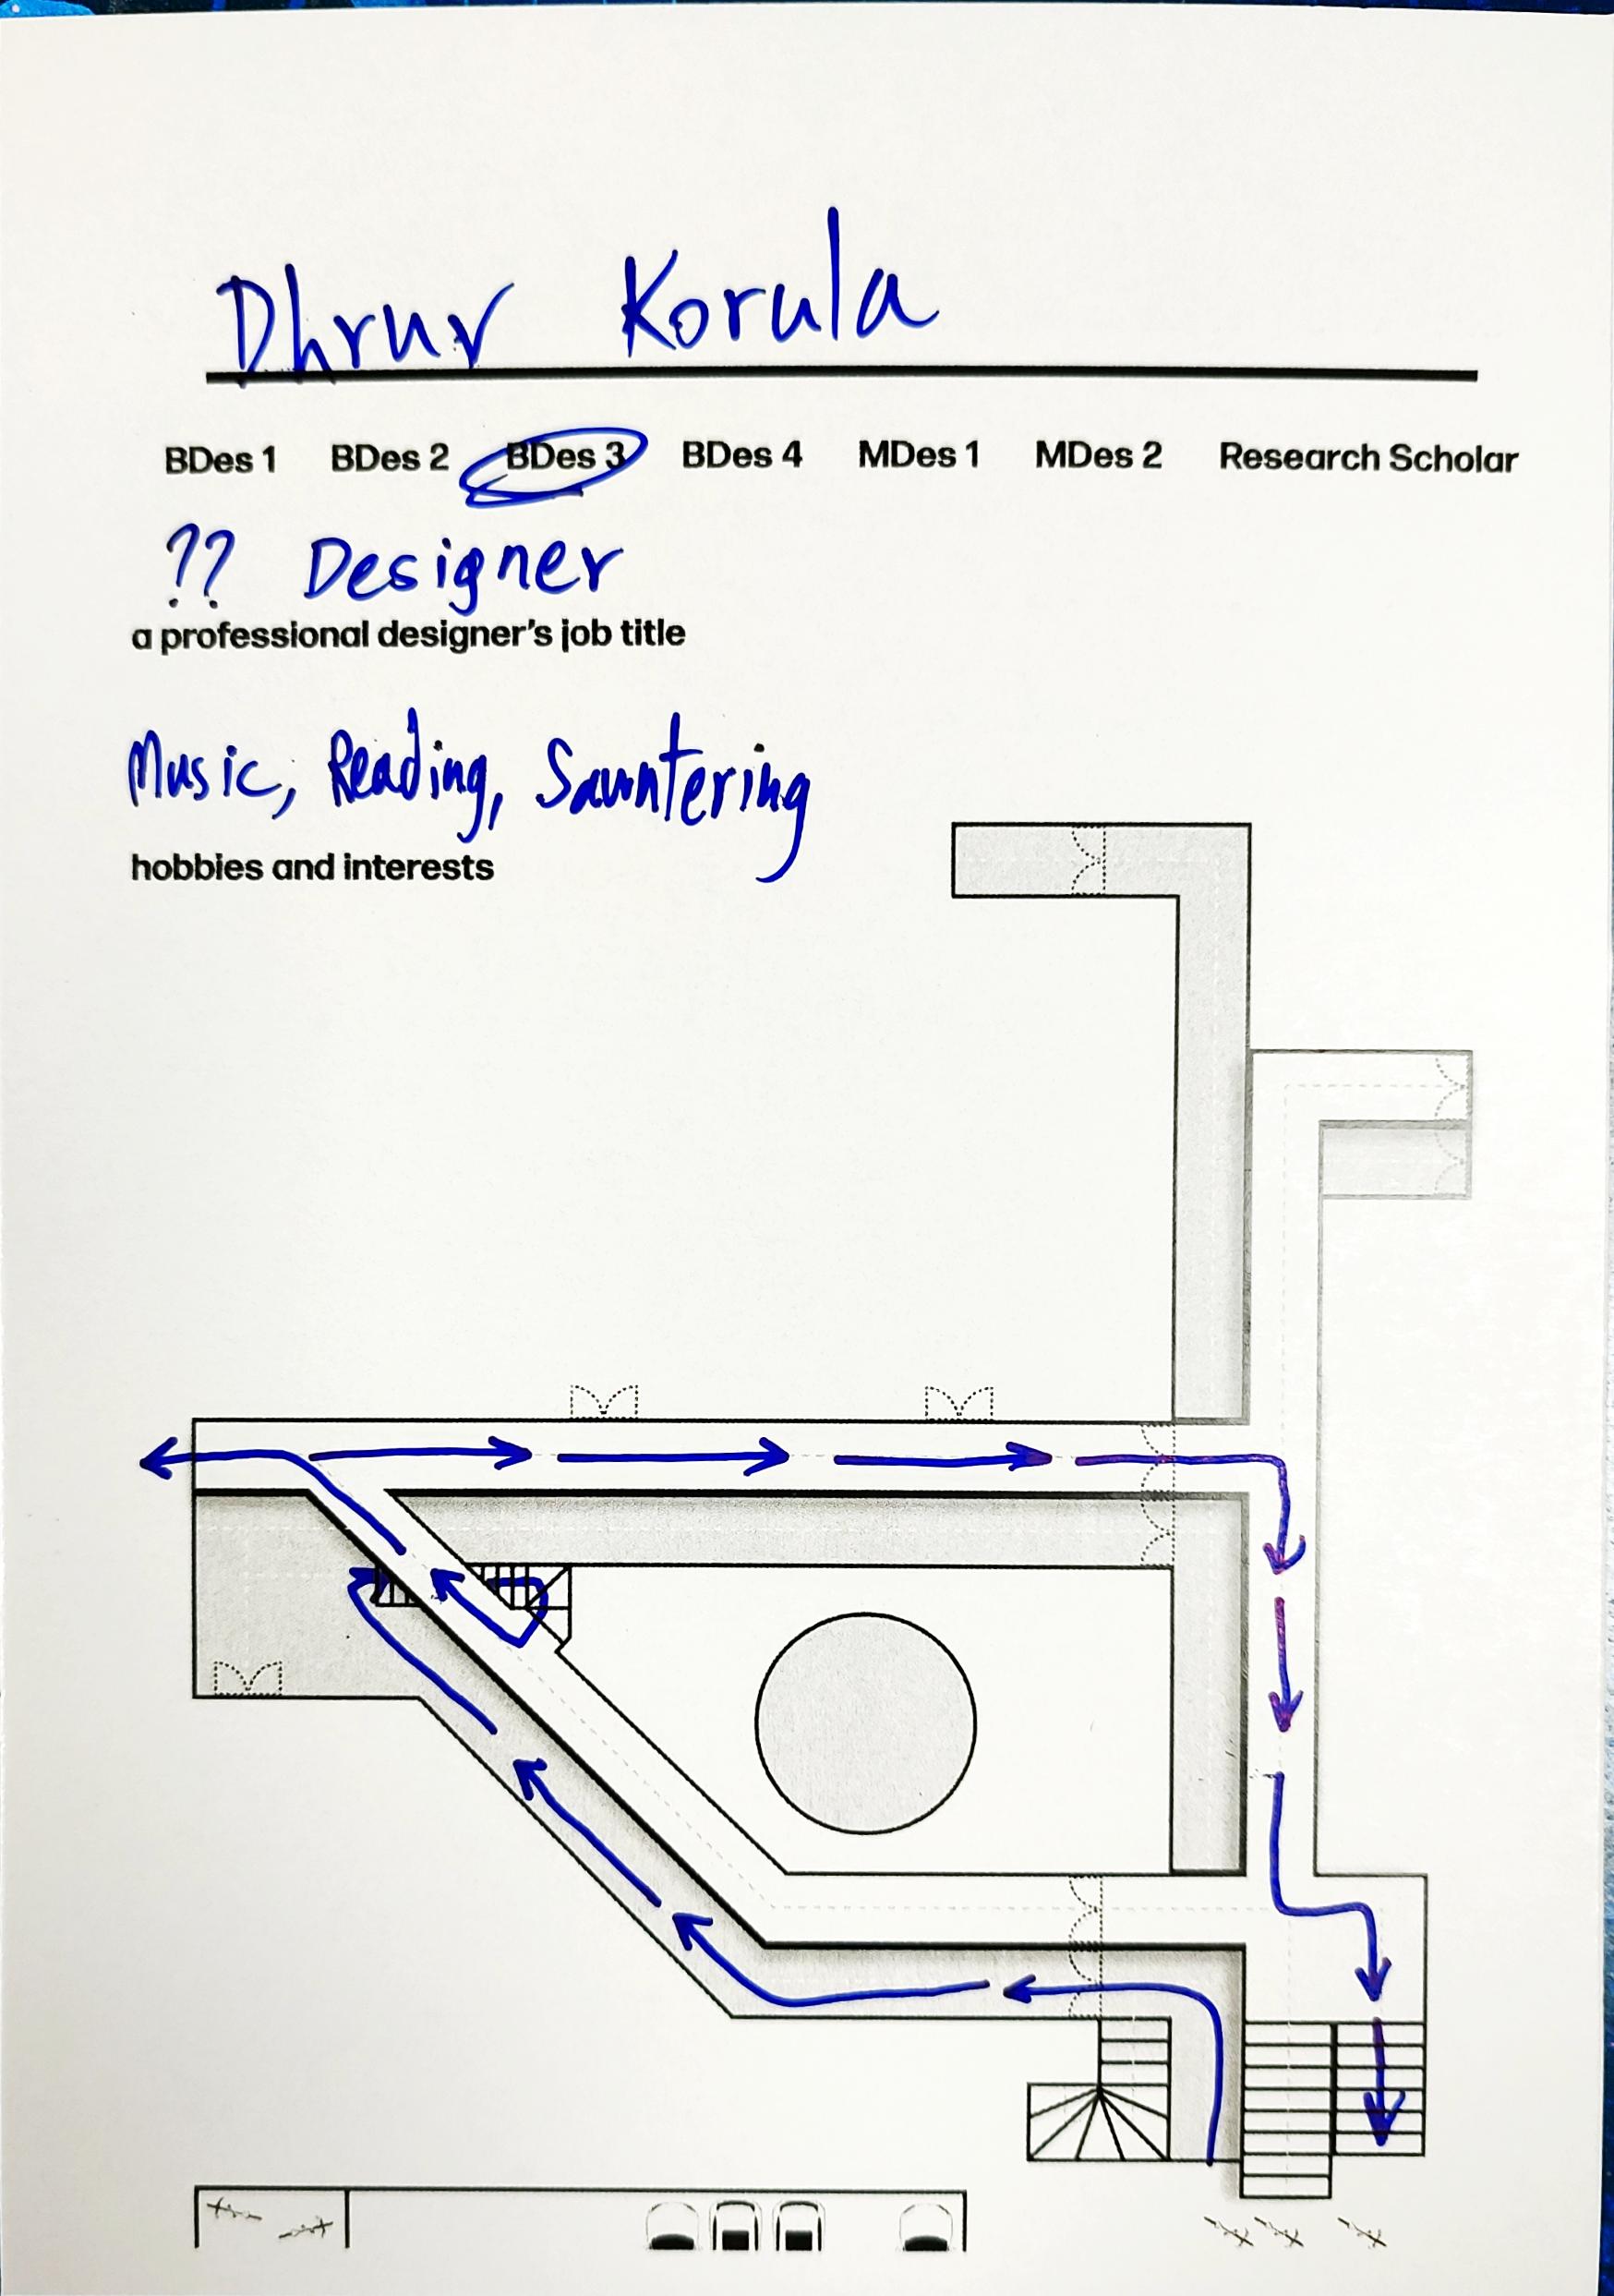 Dhruv Korula
BDes 1 BDes 2 BDes 3 BDes 4 MDes 1 MDes 2 Research Scholar
?? Designer
a professional designer's job title
Music, Reading, Sauntering
hobbies and interests